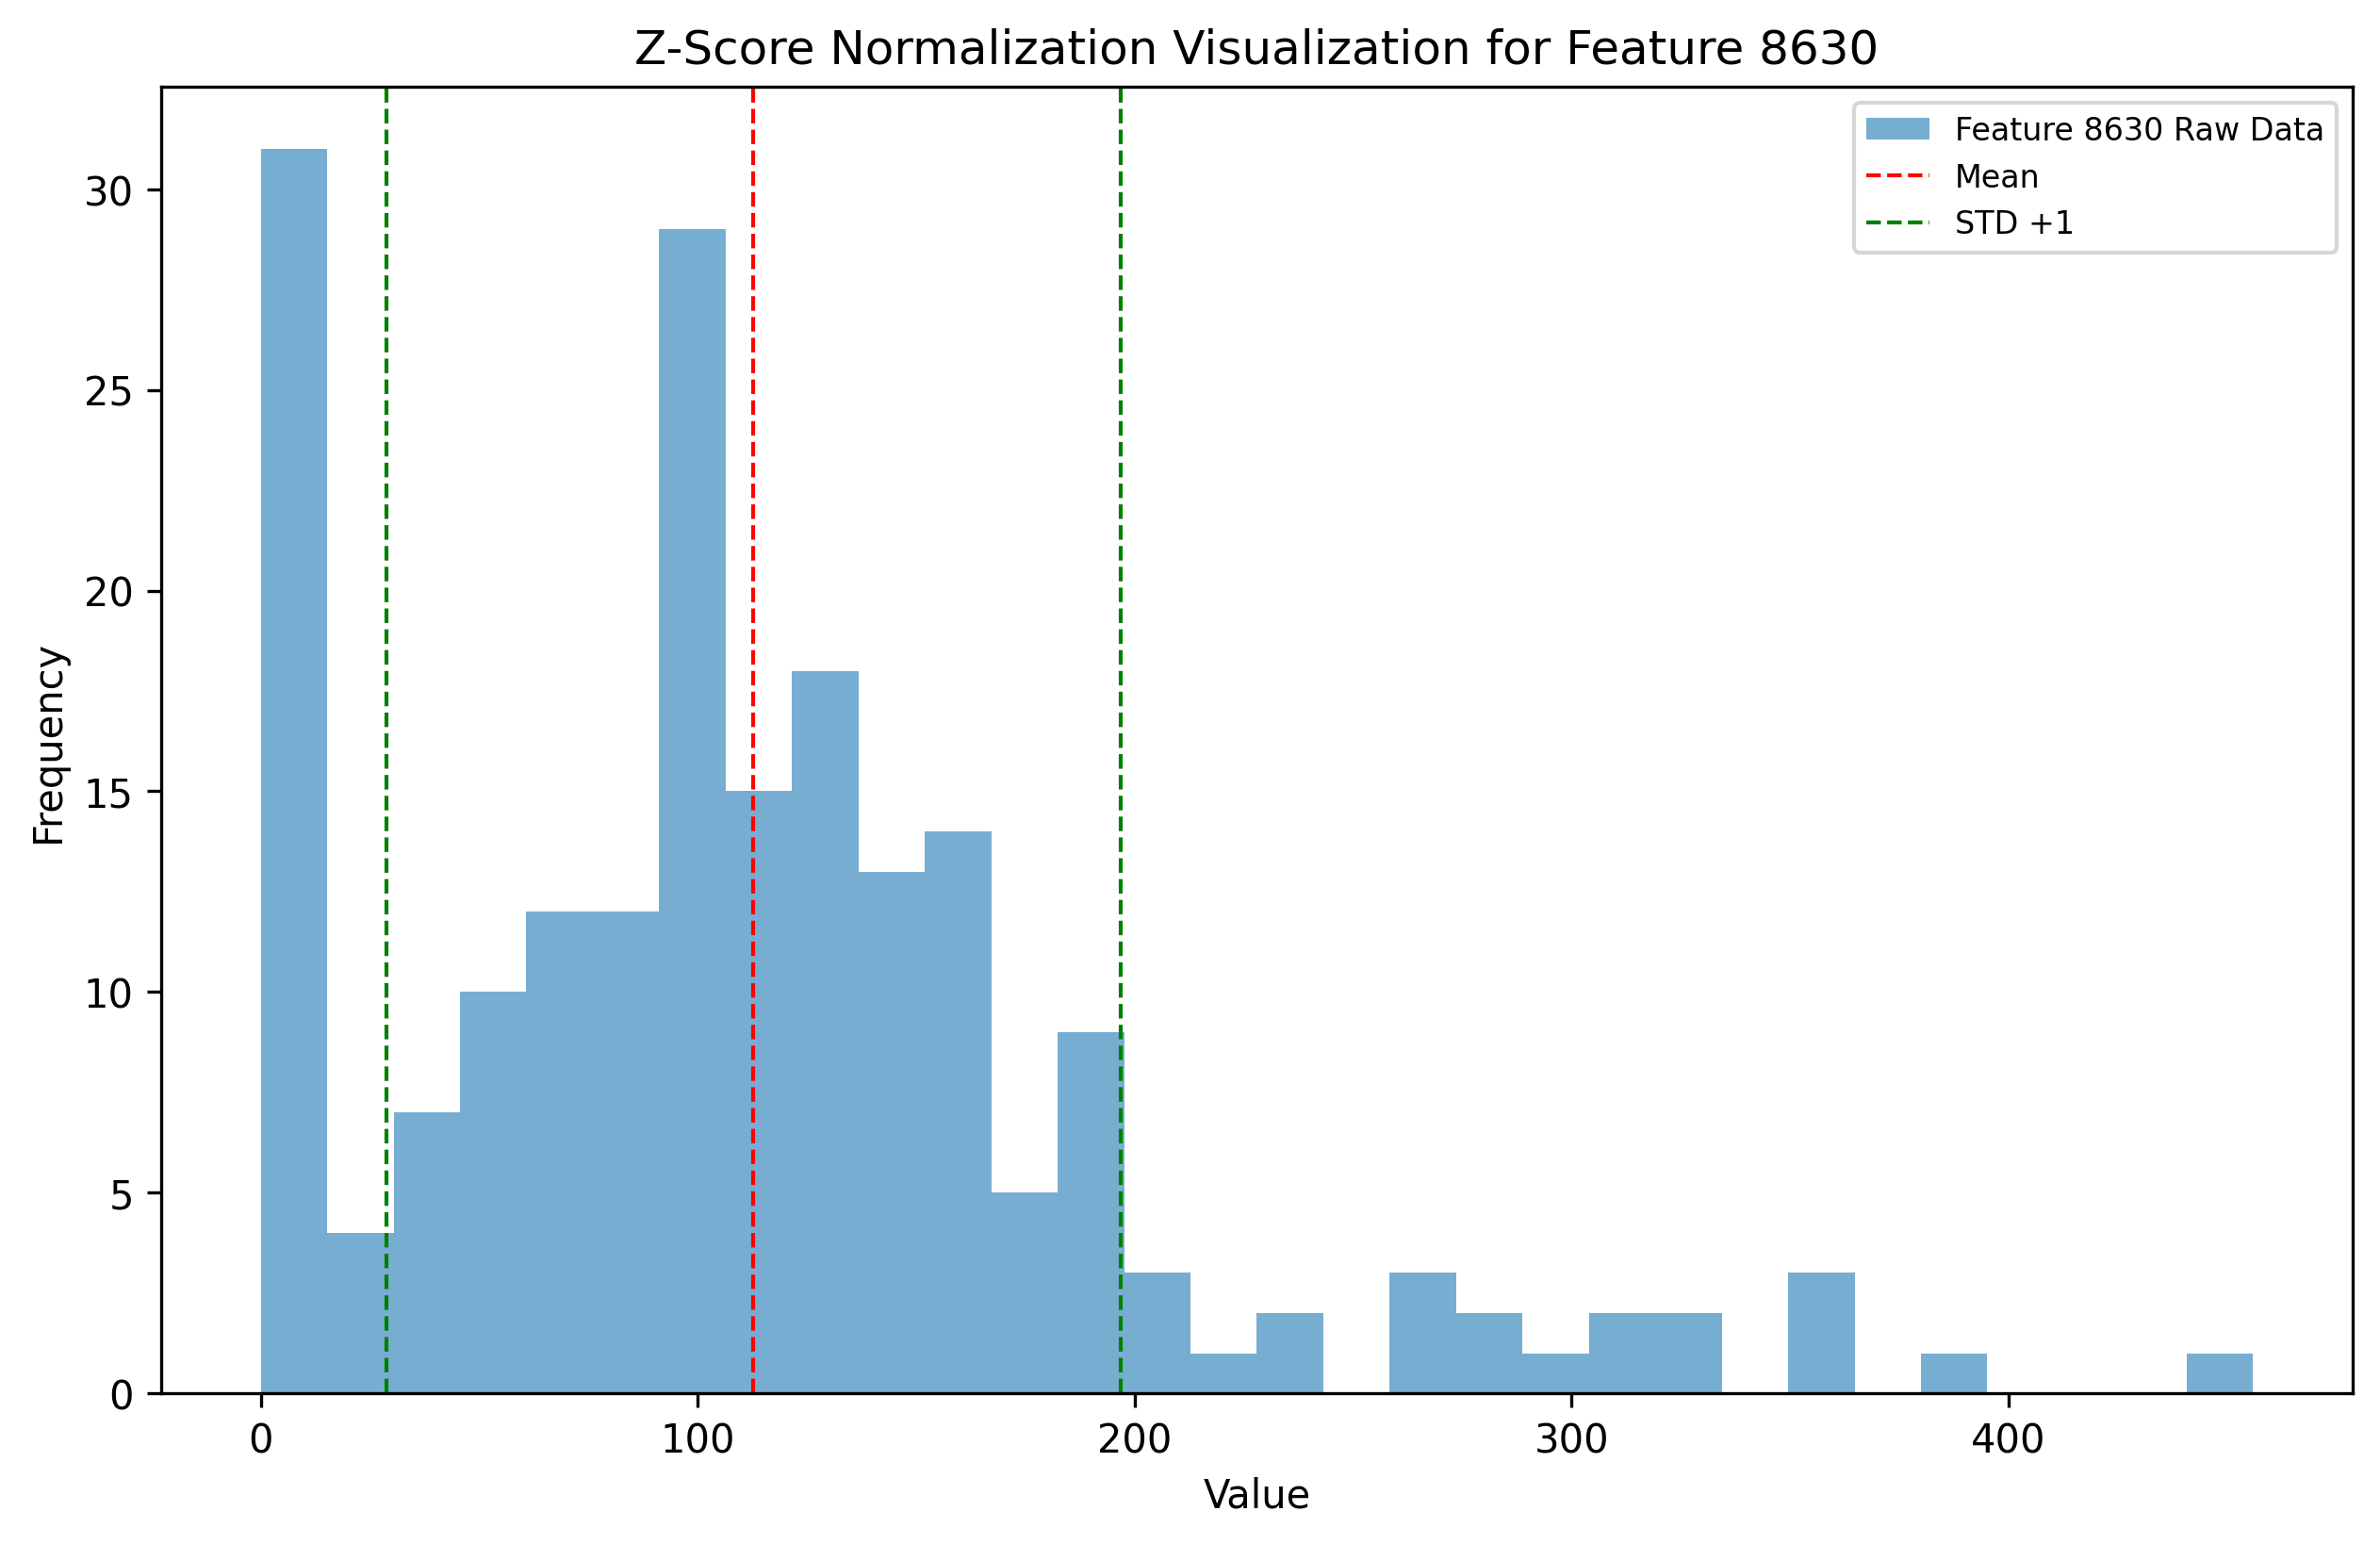 Z-Score Normalization Visualization for Feature 8630
Feature 8630 Raw Data
Mean
STD +1
30
25
20
15
10
5
0
Frequency
0 100 200 300 400
Value